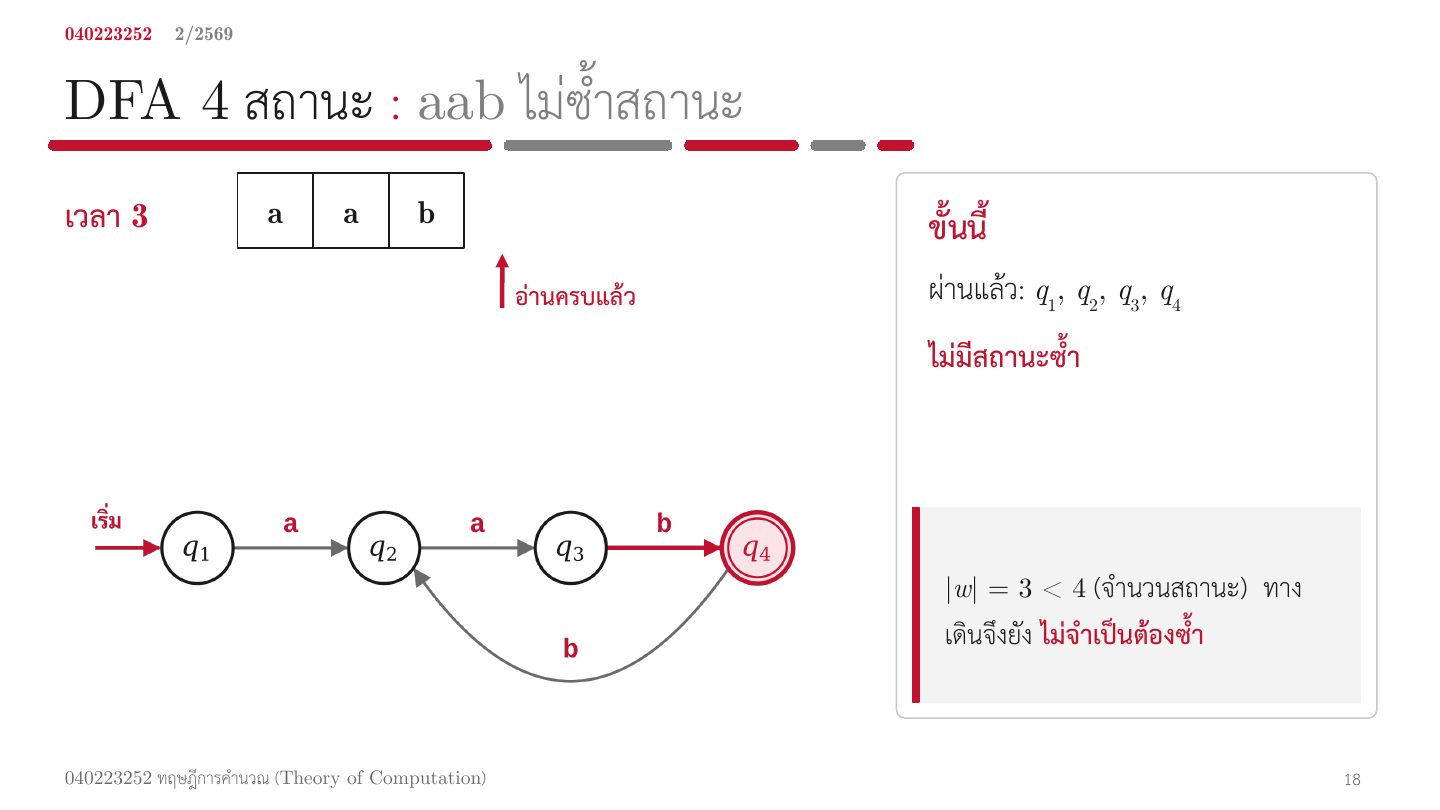 040223252 2/2569
DFA 4 สถานะ : aab ไม่ซ้ำสถานะ
เวลา 3
a a b
อ่านครบแล้ว
ขั้นนี้
ผ่านแล้ว: q1, q2, q3, q4
ไม่มีสถานะซ้ำ
เริ่ม q1 a q2 a q3 b q4
b
|w| = 3 < 4 (จำนวนสถานะ) ทาง
เดินจึงยัง ไม่จำเป็นต้องซ้ำ
040223252 ทฤษฎีการคำนวณ (Theory of Computation)
18